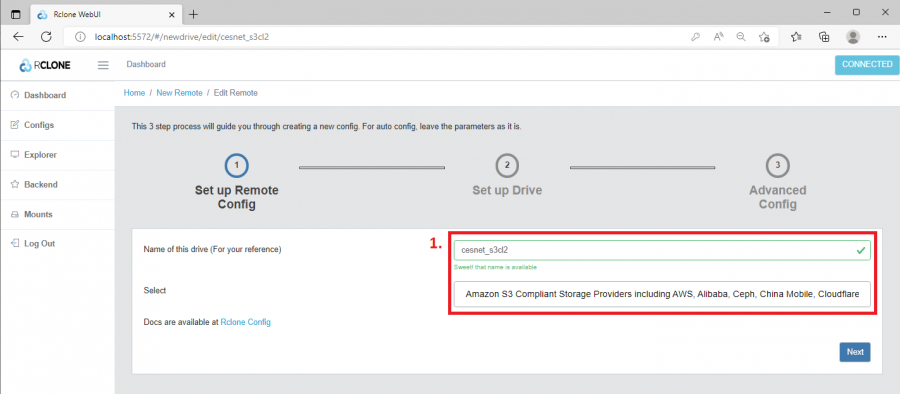 Rclone WebUI
localhost:5572/#/newdrive/edit/cesnet_s3cl2
RCLONE
Dashboard
CONNECTED
Dashboard
Configs
Explorer
Backend
Mounts
Log Out
Home / New Remote / Edit Remote
This 3 step process will guide you through creating a new config. For auto config, leave the parameters as it is.
1
2
3
Set up Remote
Config
Set up Drive
Advanced
Config
1.
Name of this drive (For your reference)
cesnet_s3cl2
Sweet! that name is available
Select
Amazon S3 Compliant Storage Providers including AWS, Alibaba, Ceph, China Mobile, Cloudflare
Docs are available at Rclone Config
Next